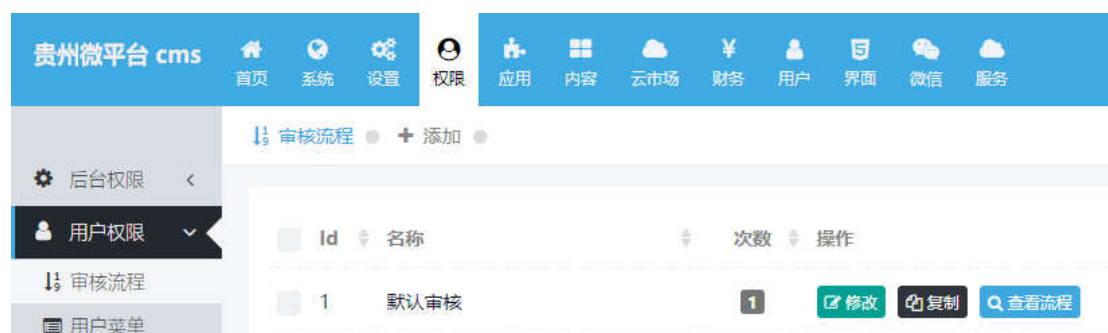 贵州微平台 cms
首页 系统 设置 权限 应用 内容 云市场 财务 用户 界面 微信 服务
审核流程 添加
后台权限
用户权限
Id 名称 次数 操作
审核流程
1 默认审核 1 修改 复制 查看流程
用户菜单